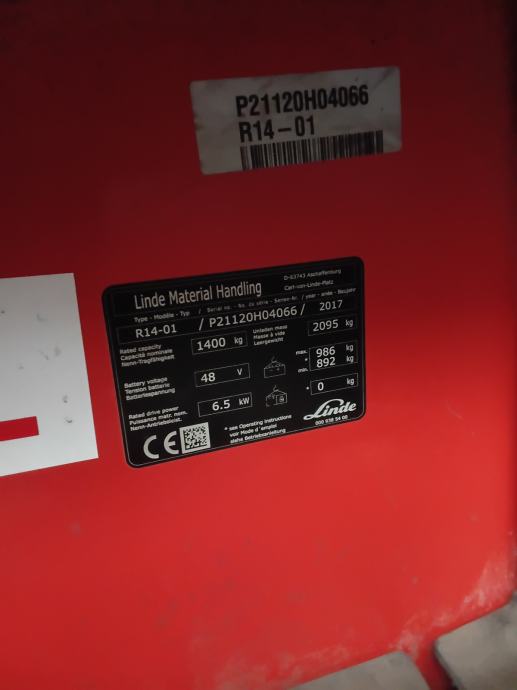 P21120H04066
R14-01
Linde Material Handling
D-63743 Aschaffenburg
Carl-von-Linde-Platz
Type - Modèle - Typ / Serial no. - No. de série - Serien-Nr. / year - année - Baujahr
R14-01 / P21120H04066 / 2017
Rated capacity
Capacité nominale
Nenn-Tragfähigkeit
1400 kg
Unladen mass
Masse à vide
Leergewicht
2095 kg
Battery voltage
Tension batterie
Batteriespannung
48 V
max. 986 kg
* min. 892 kg
Rated drive power
Puissance motr. nom.
Nenn-Antriebsleist.
6.5 kW
* 0 kg
CE
* see Operating instructions
voir Mode d'emploi
siehe Betriebsanleitung
Linde
000 938 54 00